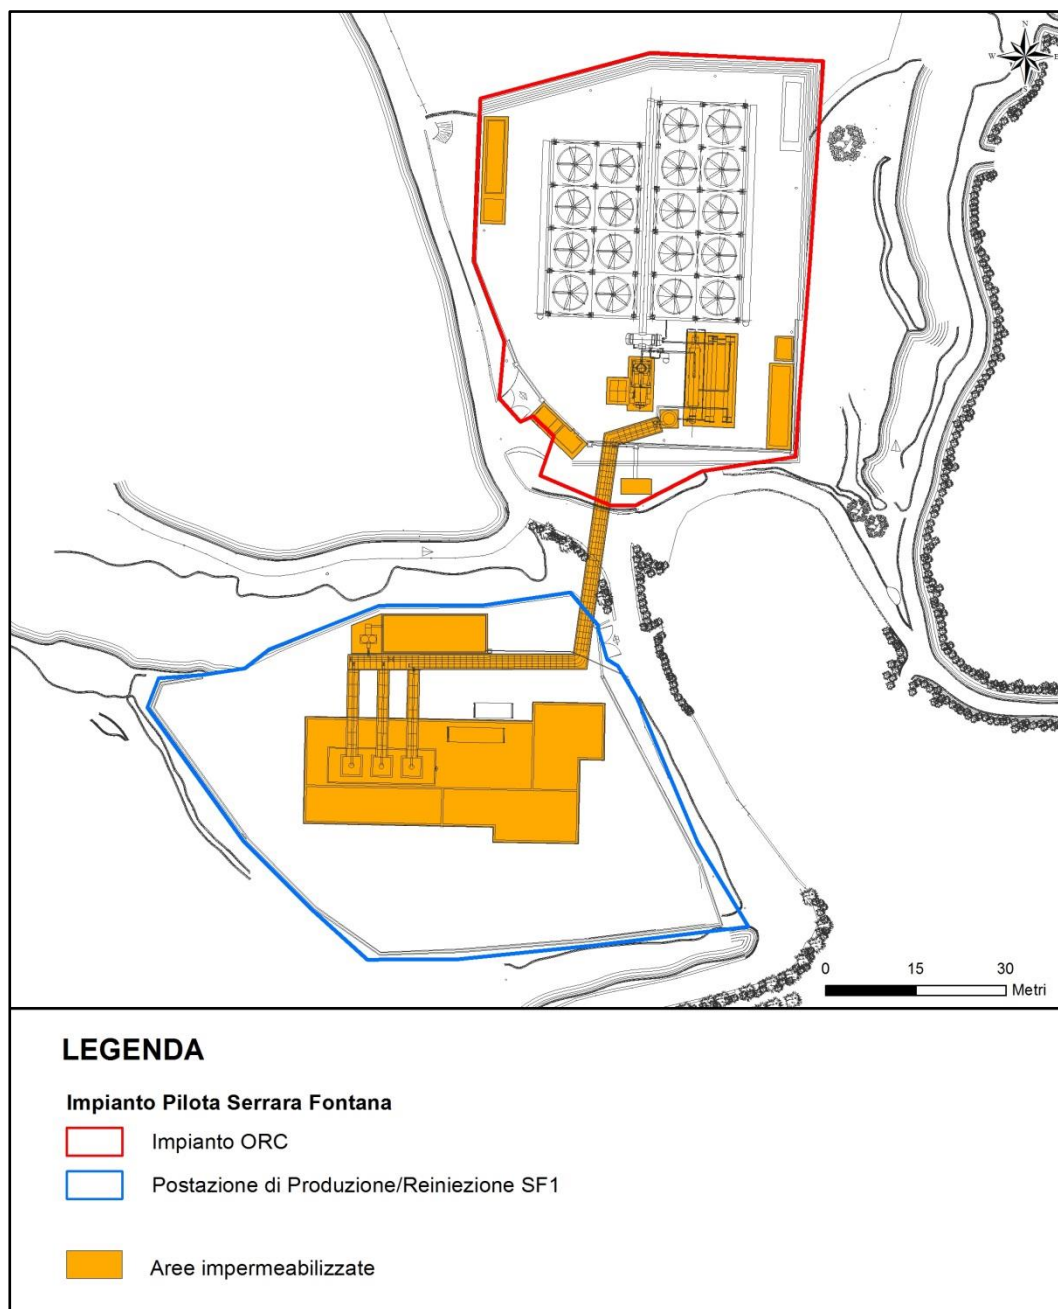 N
W E
0 15 30
Metri
LEGENDA
Impianto Pilota Serrara Fontana
Impianto ORC
Postazione di Produzione/Reiniezione SF1
Aree impermeabilizzate